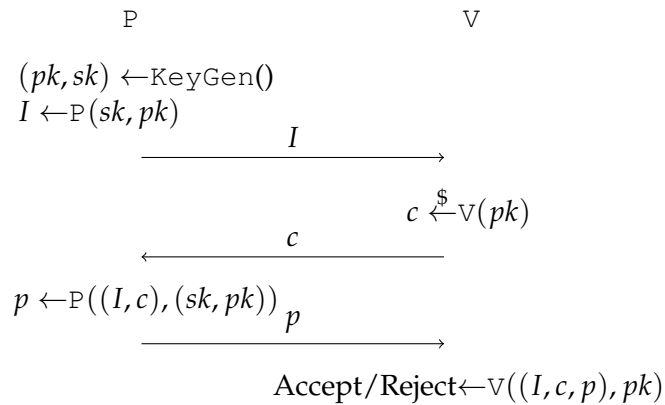 P V
(pk, sk) ←KeyGen()
I ←P(sk, pk)
I
c $← V(pk)
c
p ←P((I, c), (sk, pk))
p
Accept/Reject←V((I, c, p), pk)